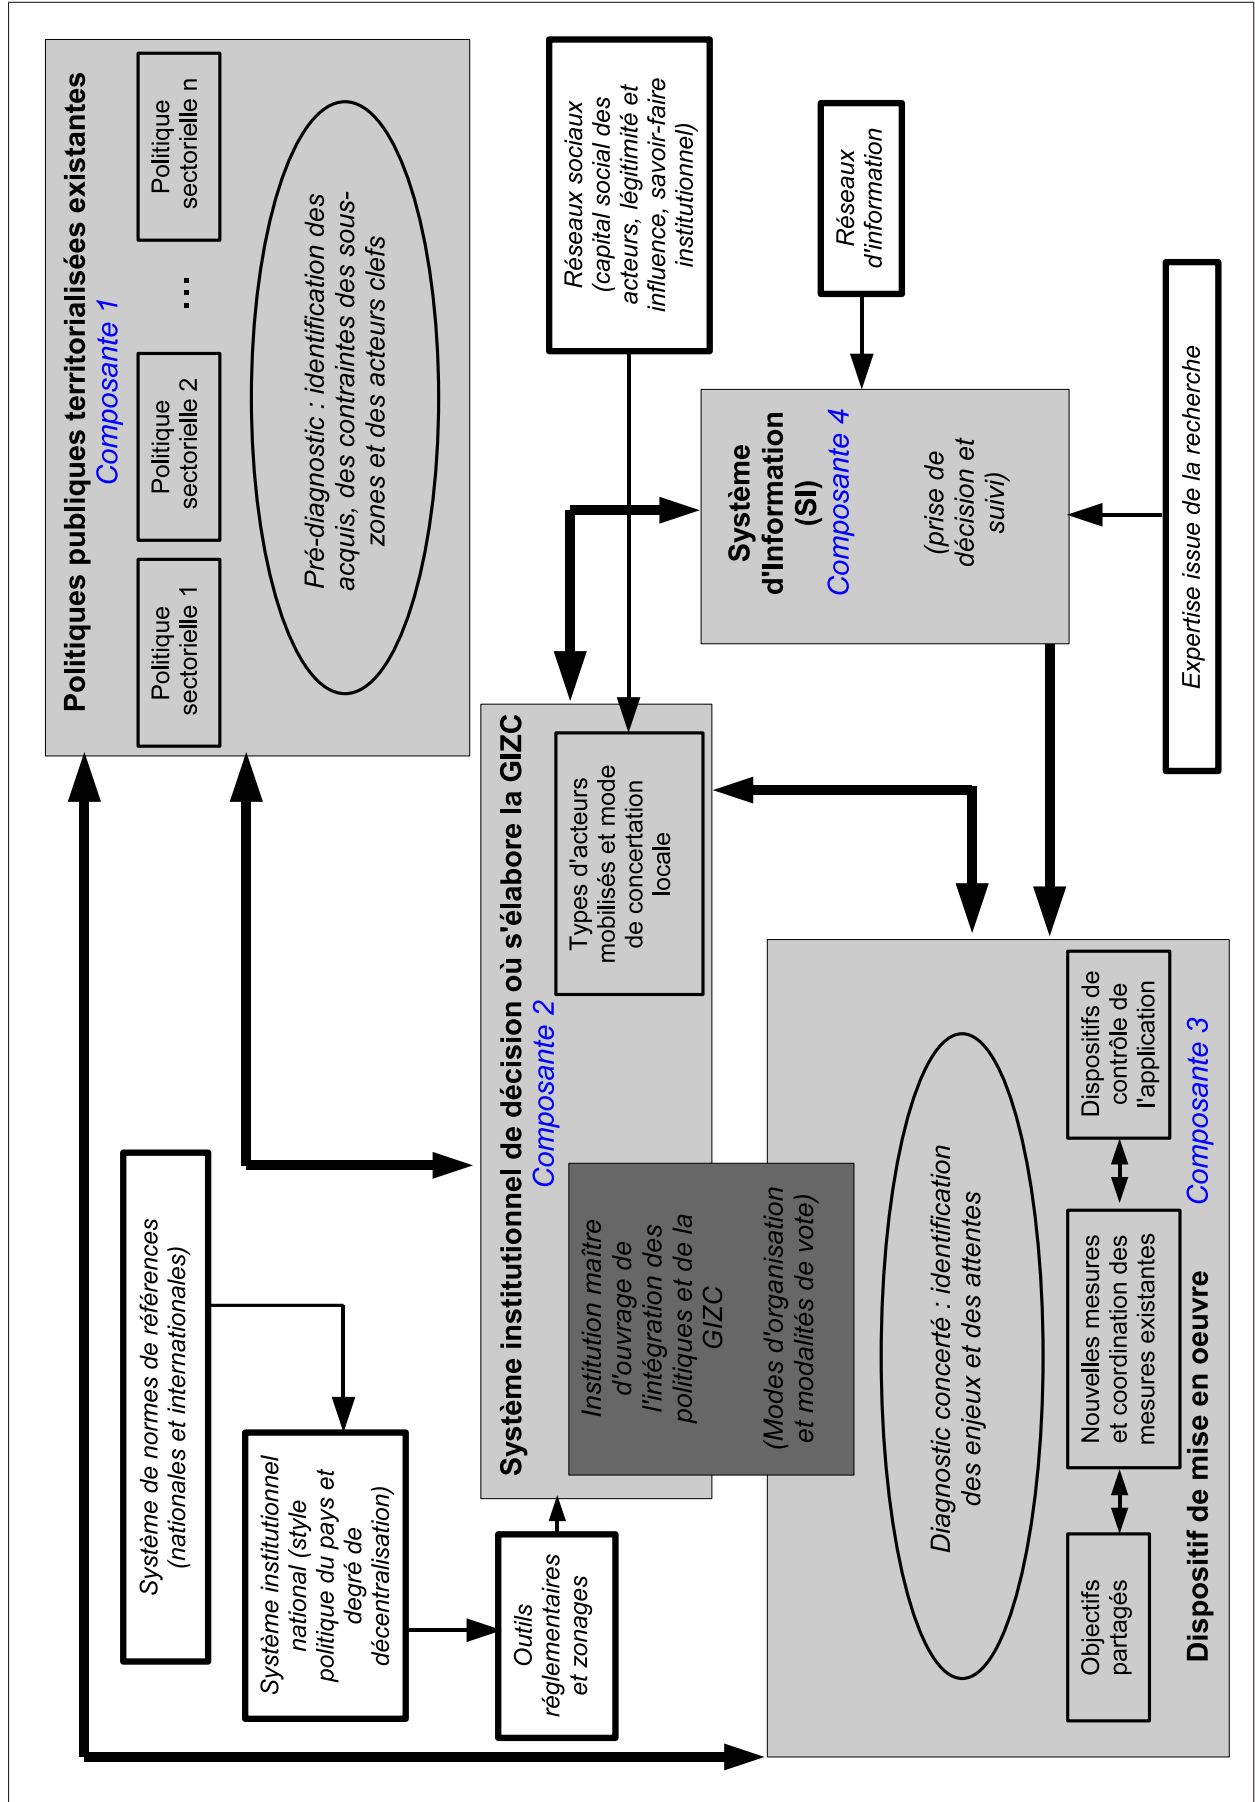 Politiques publiques territorialisées existantes
Composante 1
Politique
sectorielle 1
Politique
sectorielle 2
...
Politique
sectorielle n
Pré-diagnostic : identification des
acquis, des contraintes des sous-
zones et des acteurs clefs
Système de normes de références
(nationales et internationales)
Système institutionnel
national (style
politique du pays et
degré de
décentralisation)
Outils
réglementaires
et zonages
Système institutionnel de décision où s'élabore la GIZC
Composante 2
Institution maître
d'ouvrage de
l'intégration des
politiques et de la
GIZC
(Modes d'organisation
et modalités de vote)
Types d'acteurs
mobilisés et mode
de concertation
locale
Réseaux sociaux
(capital social des
acteurs, légitimité et
influence, savoir-faire
institutionnel)
Système
d'Information
(SI)
Composante 4
(prise de
décision et
suivi)
Réseaux
d'information
Expertise issue de la recherche
Diagnostic concerté : identification
des enjeux et des attentes
Objectifs
partagés
Nouvelles mesures
et coordination des
mesures existantes
Dispositifs de
contrôle de
l'application
Dispositif de mise en oeuvre
Composante 3